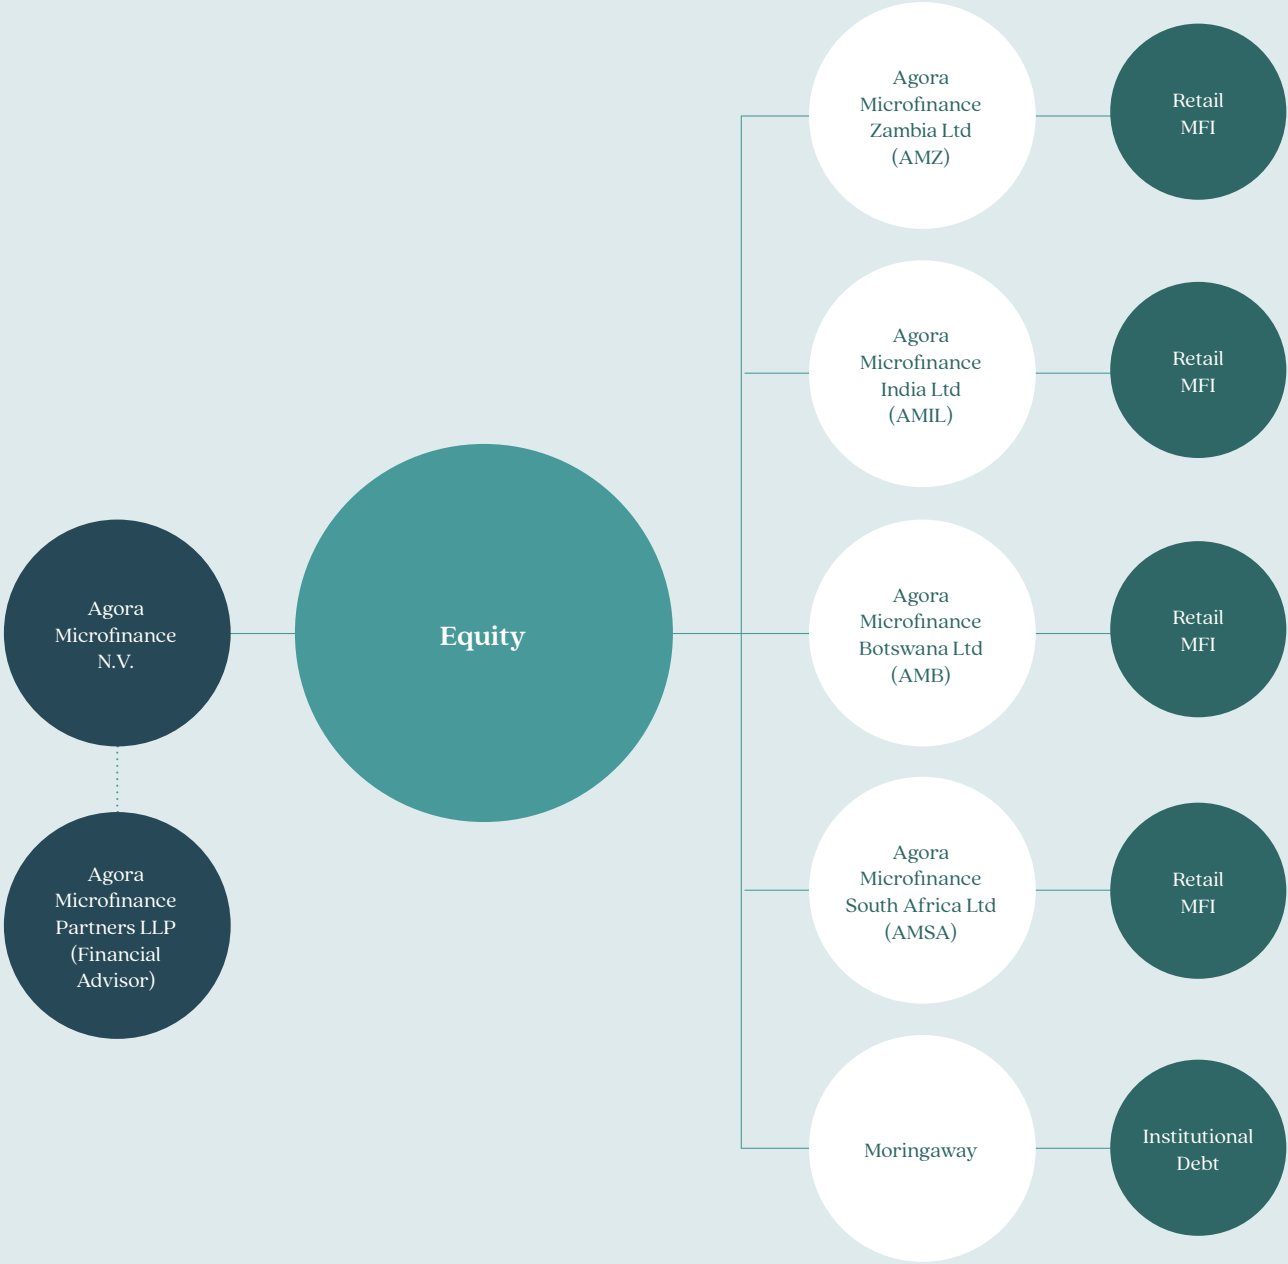 Agora
Microfinance
N.V.
Agora
Microfinance
Partners LLP
(Financial
Advisor)
Equity
Agora
Microfinance
Zambia Ltd
(AMZ)
Retail
MFI
Agora
Microfinance
India Ltd
(AMIL)
Retail
MFI
Agora
Microfinance
Botswana Ltd
(AMB)
Retail
MFI
Agora
Microfinance
South Africa Ltd
(AMSA)
Retail
MFI
Moringaway
Institutional
Debt